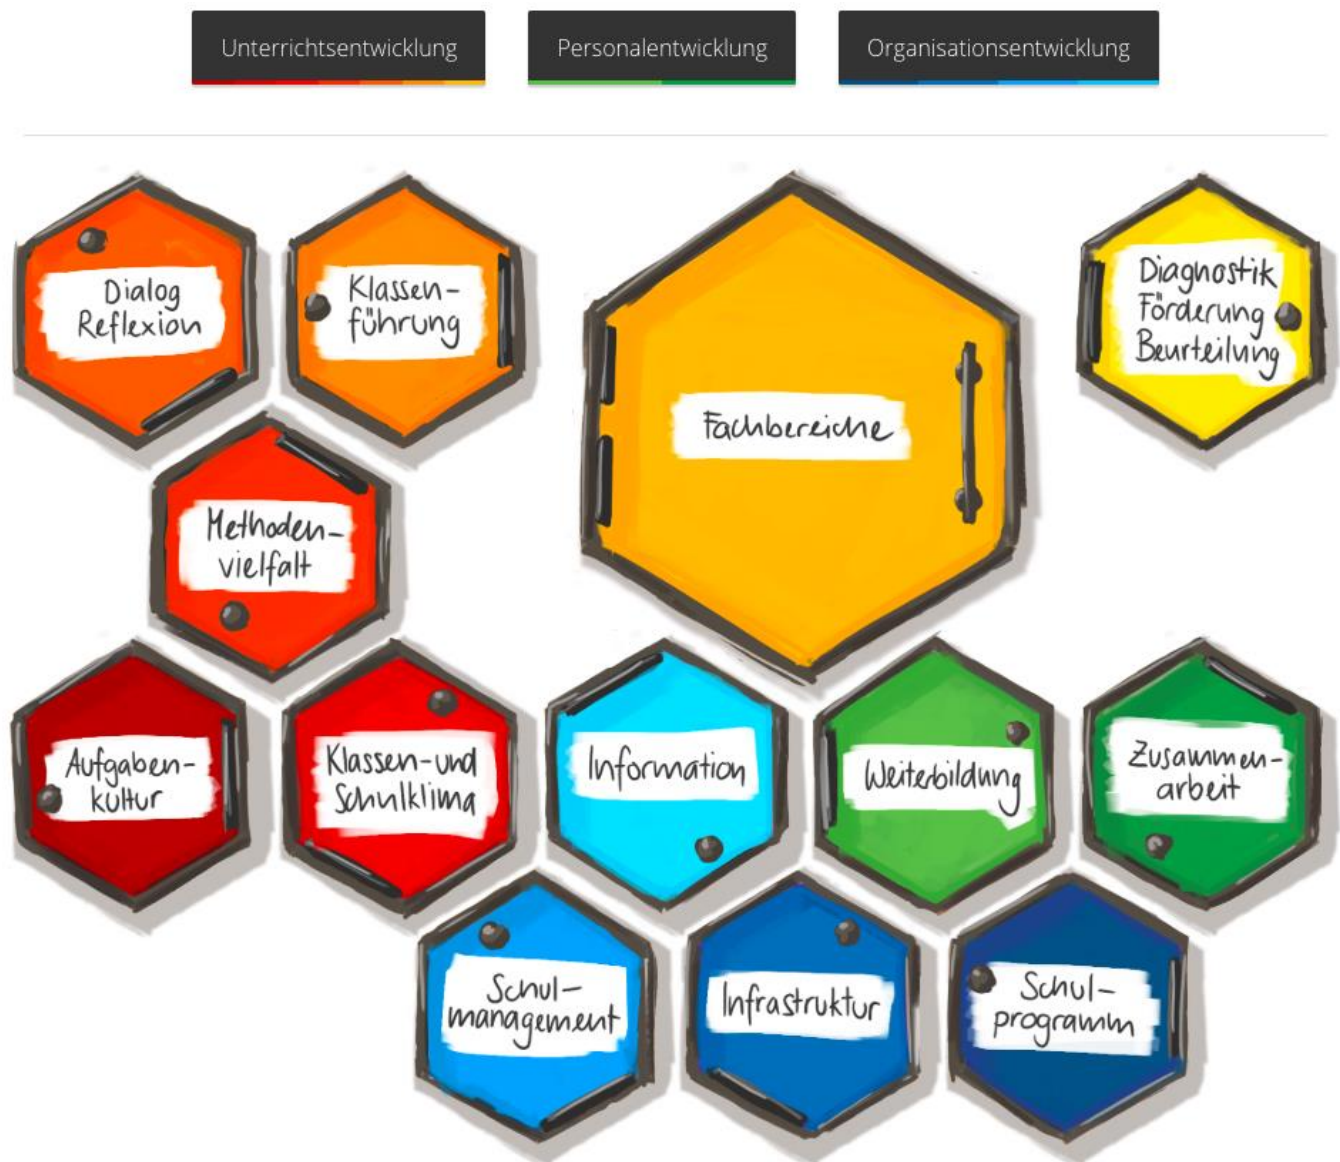 Unterrichtsentwicklung
Personalentwicklung
Organisationsentwicklung
Dialog
Reflexion
Klassen-
führung
Fachbereiche
Diagnostik
Förderung
Beurteilung
Methoden-
vielfalt
Aufgaben-
kultur
Klassen-und
Schulklima
Information
Weiterbildung
Zusammen-
arbeit
Schul-
management
Infrastruktur
Schul-
programm